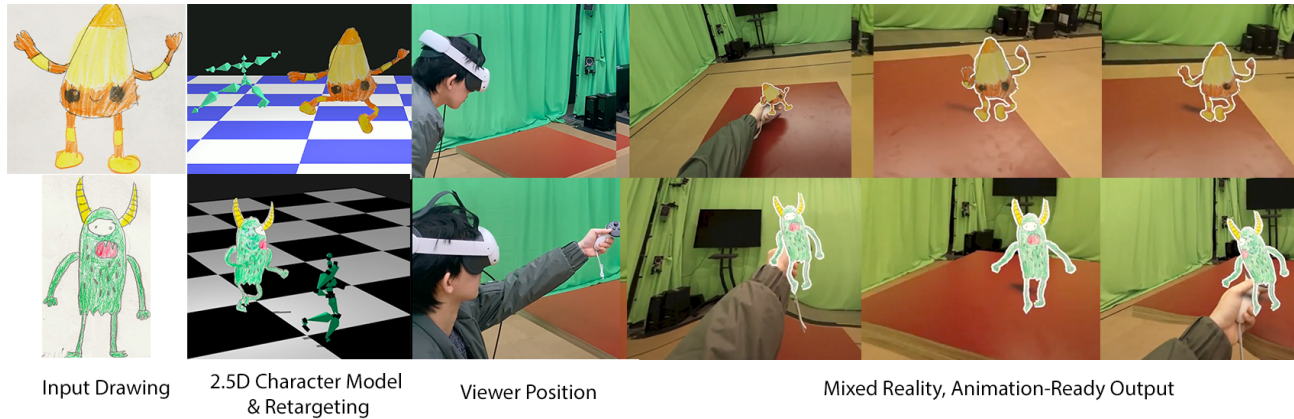 Input Drawing
2.5D Character Model
& Retargeting
Viewer Position
Mixed Reality, Animation-Ready Output